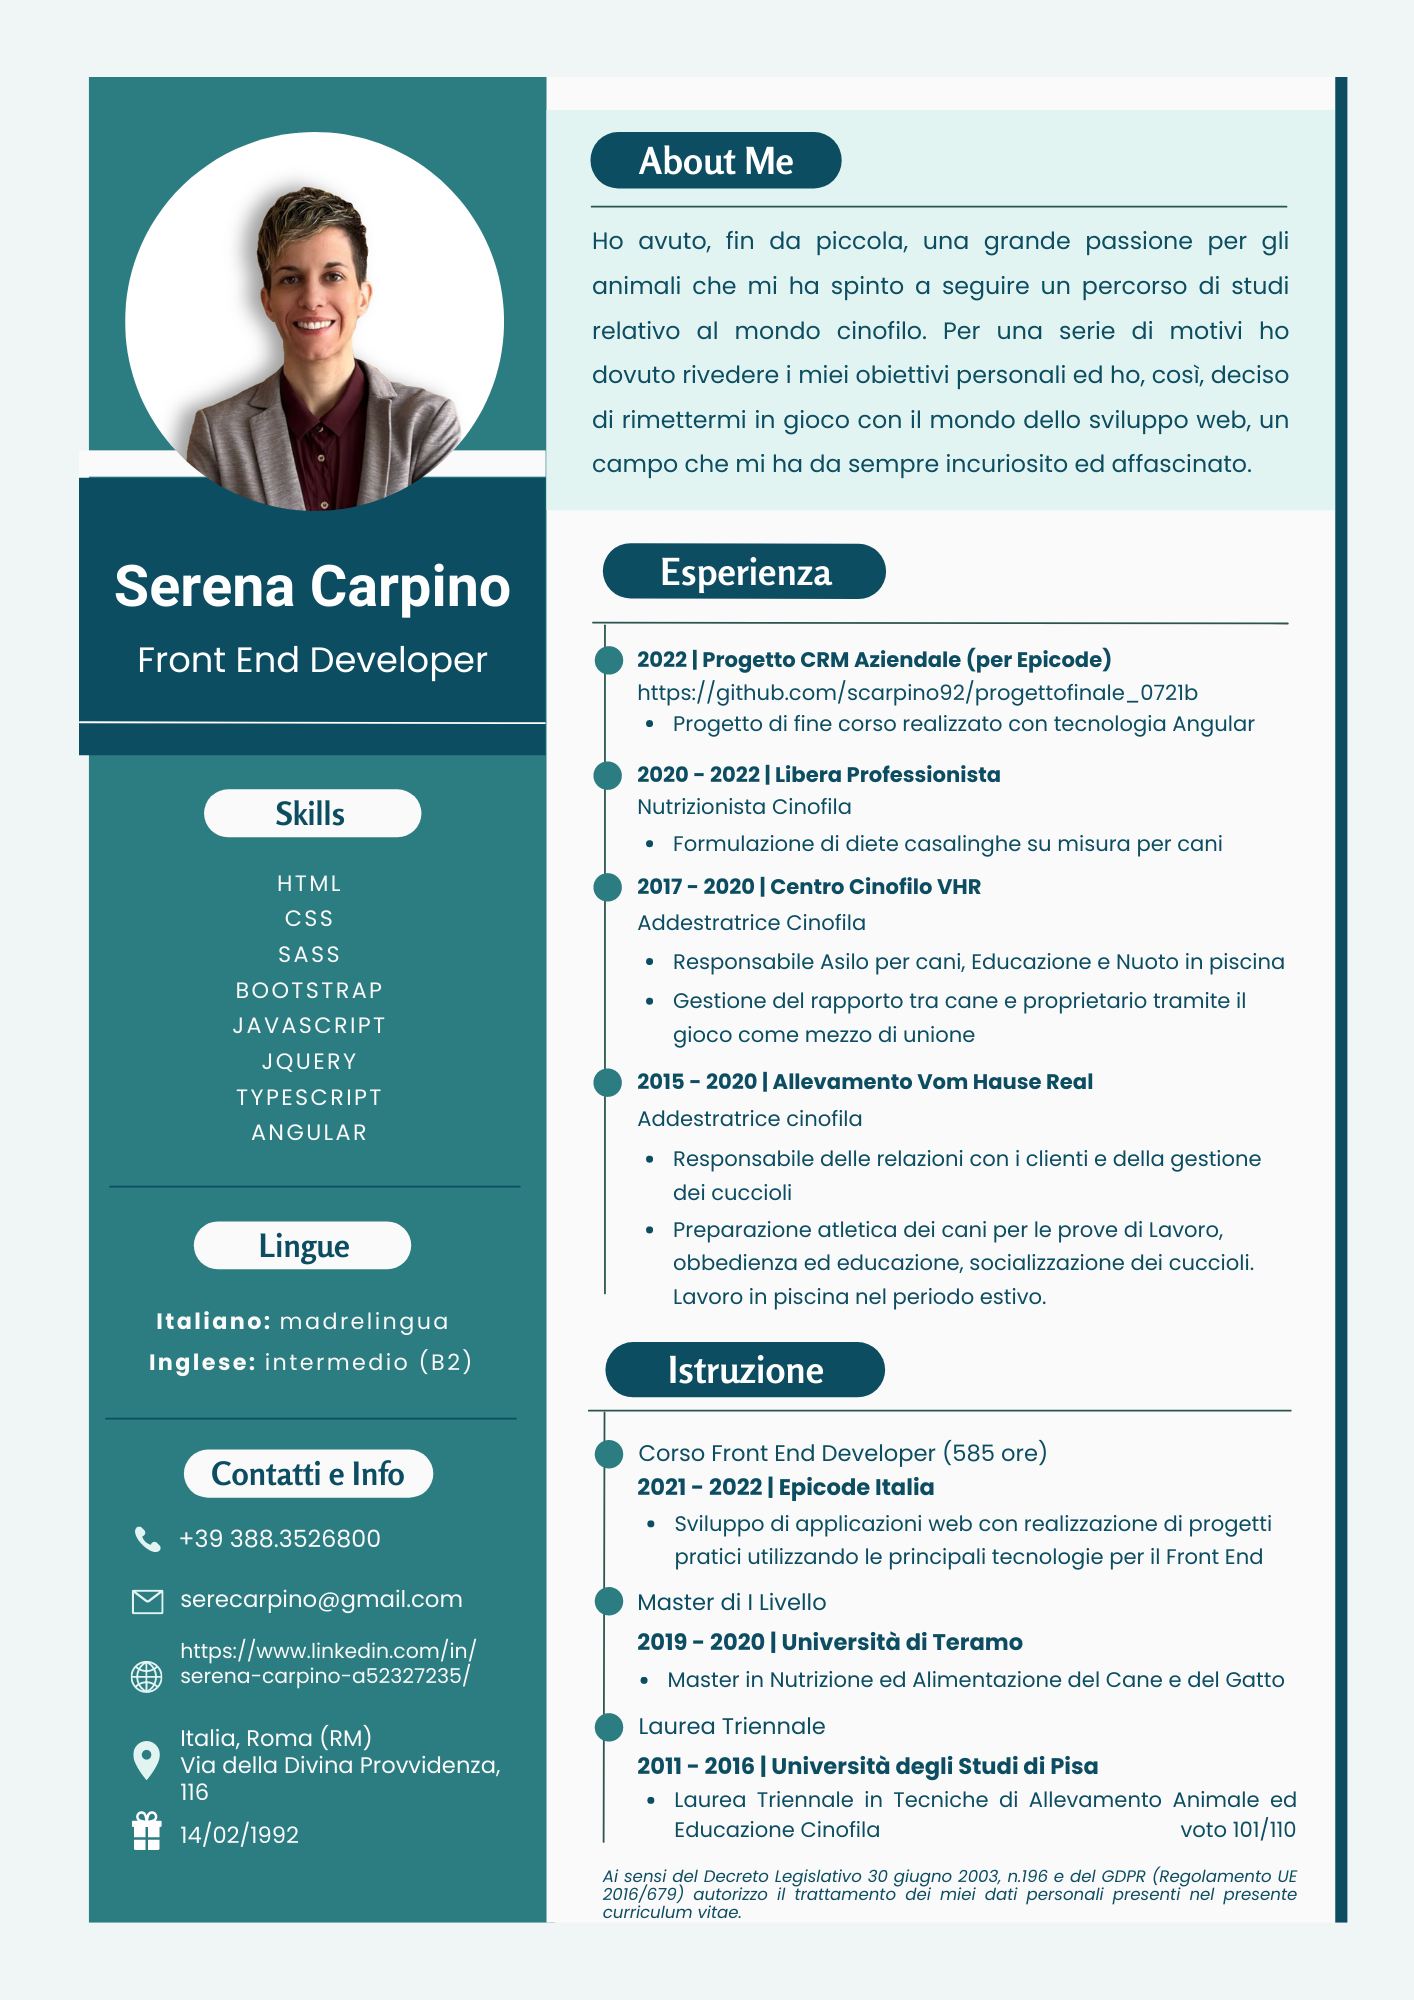 Serena Carpino
Front End Developer
Skills
HTML
CSS
SASS
BOOTSTRAP
JAVASCRIPT
JQUERY
TYPESCRIPT
ANGULAR
Lingue
Italiano: madrelingua
Inglese: intermedio (B2)
Contatti e Info
+39 388.3526800
serecarpino@gmail.com
https://www.linkedin.com/in/
serena-carpino-a52327235/
Italia, Roma (RM)
Via della Divina Provvidenza,
116
14/02/1992
About Me
Ho avuto, fin da piccola, una grande passione per gli
animali che mi ha spinto a seguire un percorso di studi
relativo al mondo cinofilo. Per una serie di motivi ho
dovuto rivedere i miei obiettivi personali ed ho, così, deciso
di rimettermi in gioco con il mondo dello sviluppo web, un
campo che mi ha da sempre incuriosito ed affascinato.
Esperienza
2022 | Progetto CRM Aziendale (per Epicode)
https://github.com/scarpino92/progettofinale_0721b
• Progetto di fine corso realizzato con tecnologia Angular
2020 - 2022 | Libera Professionista
Nutrizionista Cinofila
• Formulazione di diete casalinghe su misura per cani
2017 - 2020 | Centro Cinofilo VHR
Addestratrice Cinofila
• Responsabile Asilo per cani, Educazione e Nuoto in piscina
• Gestione del rapporto tra cane e proprietario tramite il
gioco come mezzo di unione
2015 - 2020 | Allevamento Vom Hause Real
Addestratrice cinofila
• Responsabile delle relazioni con i clienti e della gestione
dei cuccioli
• Preparazione atletica dei cani per le prove di Lavoro,
obbedienza ed educazione, socializzazione dei cuccioli.
Lavoro in piscina nel periodo estivo.
Istruzione
Corso Front End Developer (585 ore)
2021 - 2022 | Epicode Italia
• Sviluppo di applicazioni web con realizzazione di progetti
pratici utilizzando le principali tecnologie per il Front End
Master di I Livello
2019 - 2020 | Università di Teramo
• Master in Nutrizione ed Alimentazione del Cane e del Gatto
Laurea Triennale
2011 - 2016 | Università degli Studi di Pisa
• Laurea Triennale in Tecniche di Allevamento Animale ed
Educazione Cinofila voto 101/110
Ai sensi del Decreto Legislativo 30 giugno 2003, n.196 e del GDPR (Regolamento UE
2016/679) autorizzo il trattamento dei miei dati personali presenti nel presente
curriculum vitae.